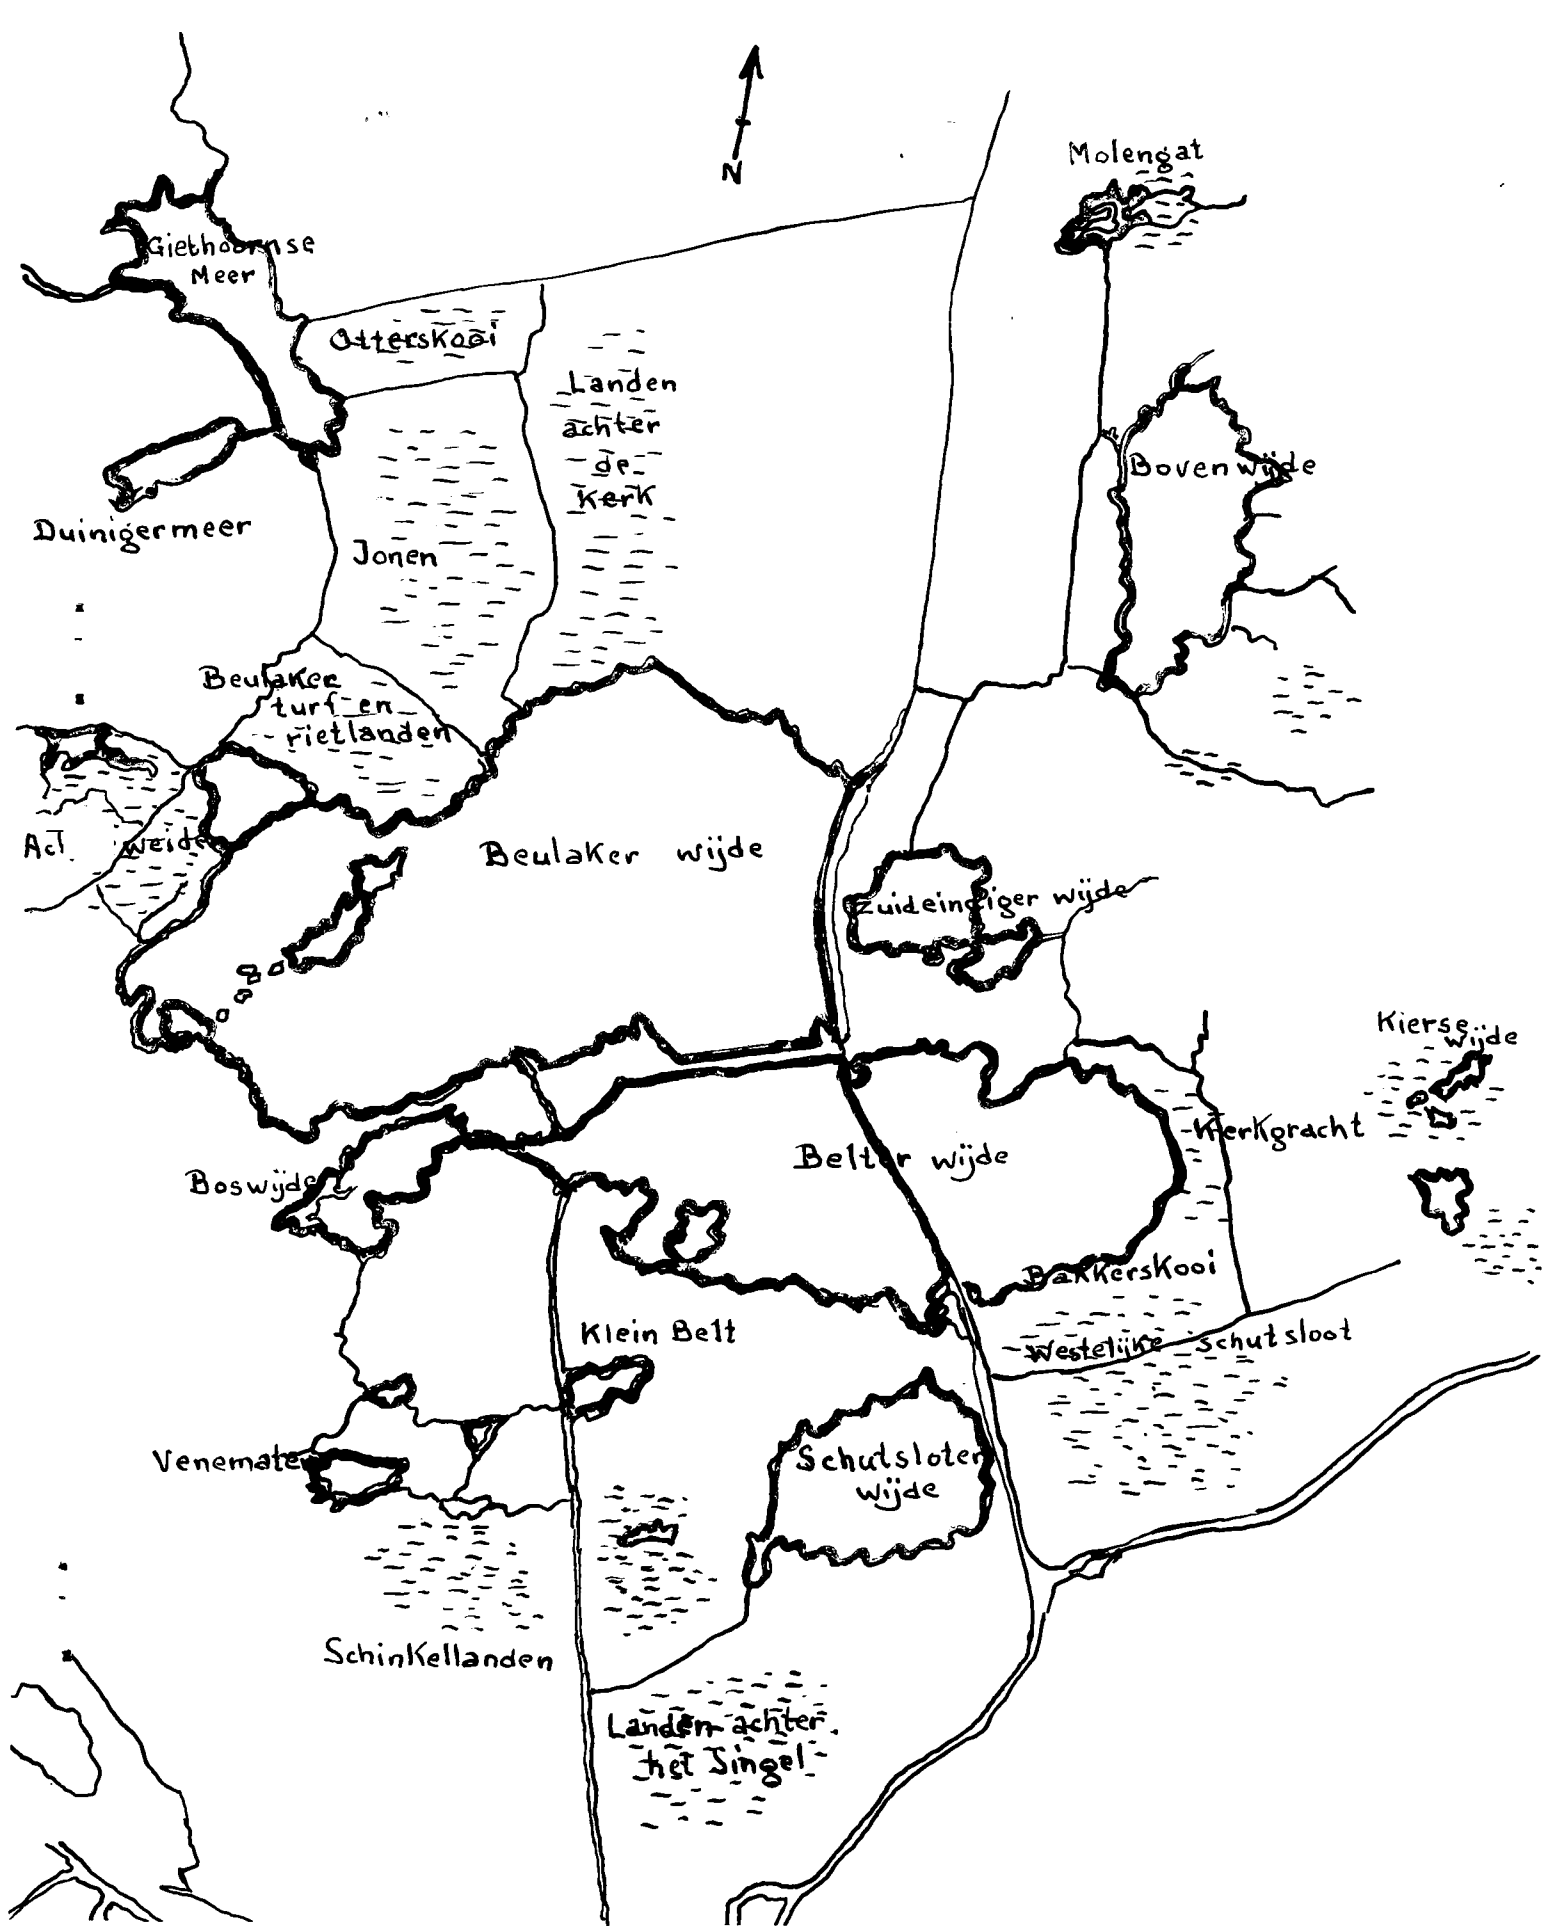 N
Molengat
Giethoornse
Meer
Otterskooi
Landen
achter
de
Kerk
Bovenwijde
Duinigermeer
Jonen
Beulaker
turf en
rietlanden
weide
Beulaker wijde
Zuideindiger wijde
Kierse
wijde
Kerkgracht
Belter wijde
Boswijde
Bakkerskooi
Klein Belt
Westelijke schutsloot
Venematen
Schutsloter
wijde
Schinkellanden
Landen achter
het Singel